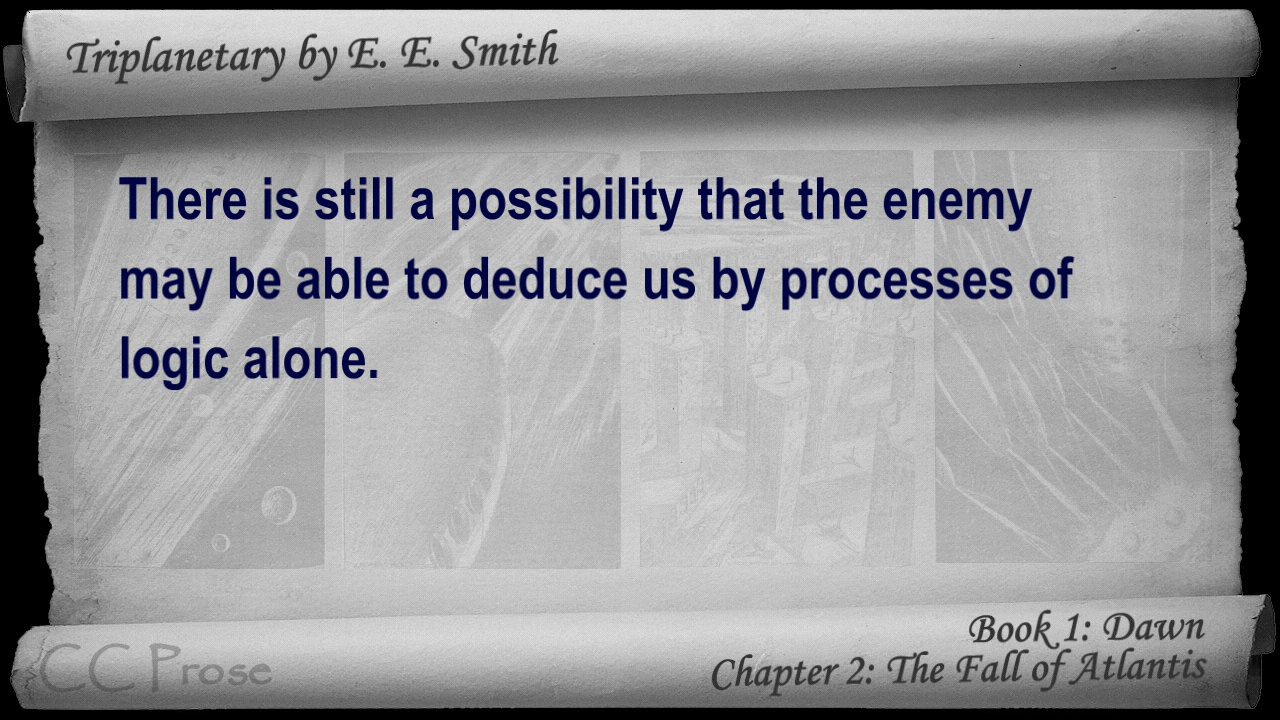 Triplanetary by E. E. Smith
There is still a possibility that the enemy
may be able to deduce us by processes of
logic alone.
Book 1: Dawn
CC Prose
Chapter 2: The Fall of Atlantis